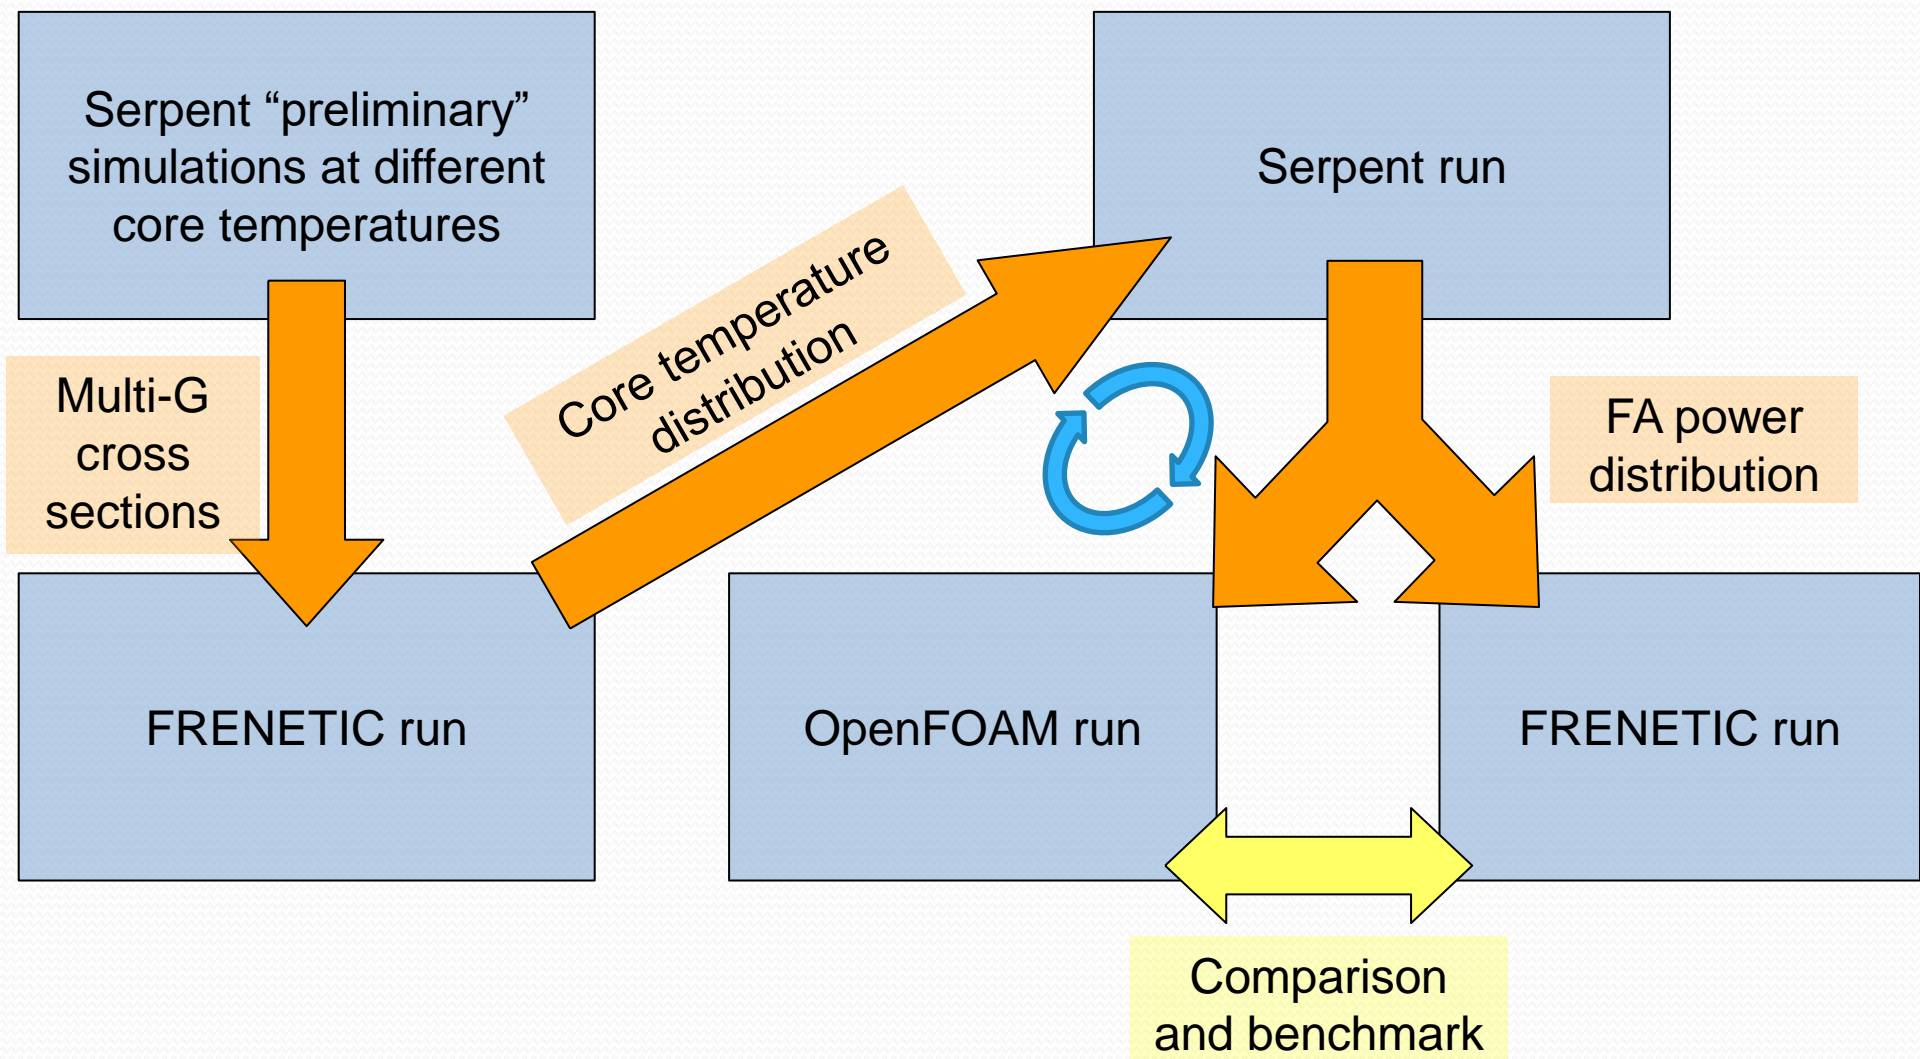 Serpent “preliminary”
simulations at different
core temperatures
Serpent run
Core temperature
distribution
Multi-G
cross
sections
FA power
distribution
FRENETIC run
OpenFOAM run
FRENETIC run
Comparison
and benchmark